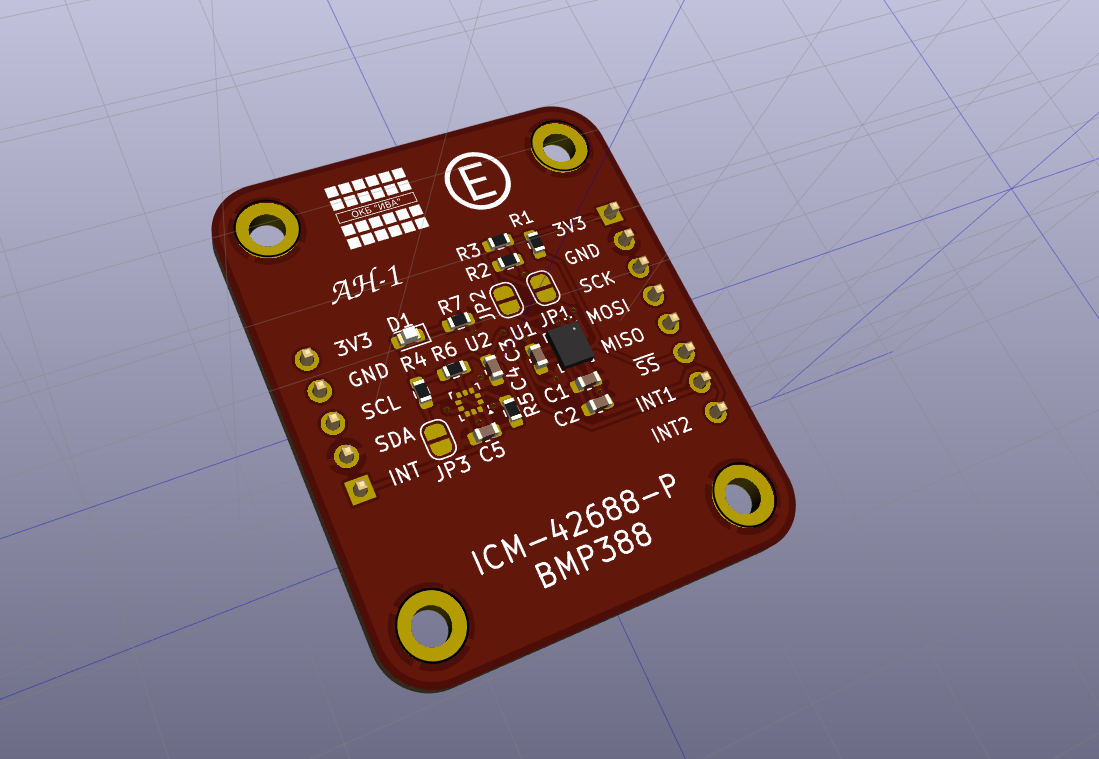 ОКБ "ИВА"
E
AH-1
R1
R3
R2
JP2
JP1
D1
R7
R4
R6
U2
C3
U1
C4
R5
C1
C2
C5
JP3
3V3
GND
SCL
SDA
INT
3V3
GND
SCK
MOSI
MISO
SS
INT1
INT2
ICM-42688-P
BMP388